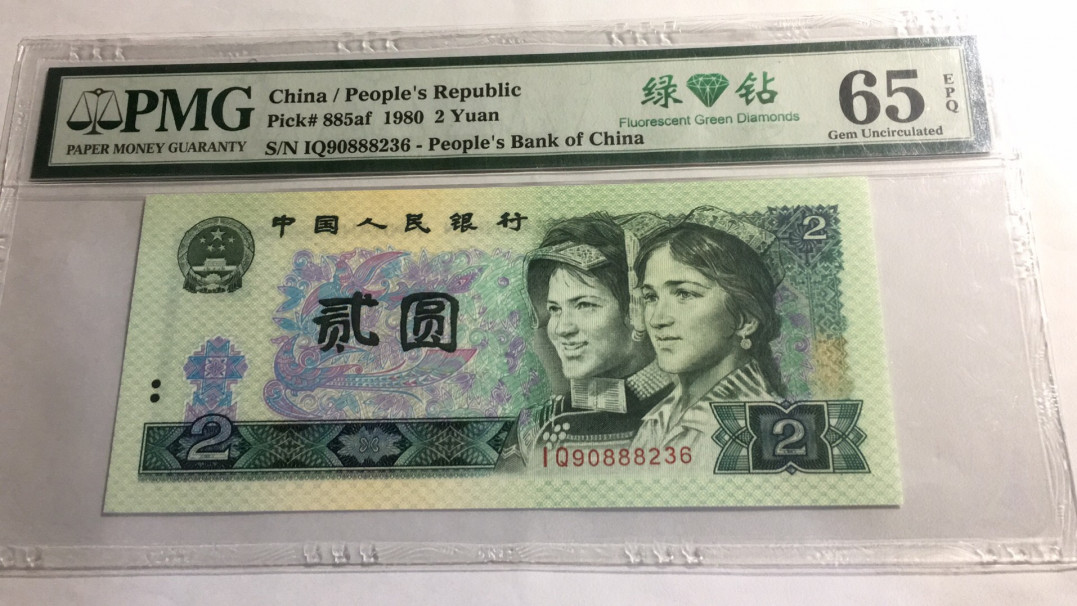 PMG
PAPER MONEY GUARANTY
China / People's Republic
Pick# 885af 1980 2 Yuan
S/N IQ90888236 - People's Bank of China
绿 钻
Fluorescent Green Diamonds
65
Gem Uncirculated
EPQ
中国人民银行
2
贰圆
2
2
IQ90888236